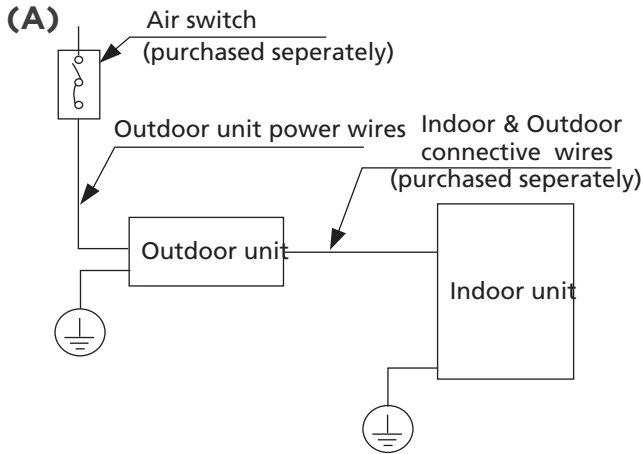 (A)
Air switch
(purchased seperately)
Outdoor unit power wires
Indoor & Outdoor
connective wires
(purchased seperately)
Outdoor unit
Indoor unit